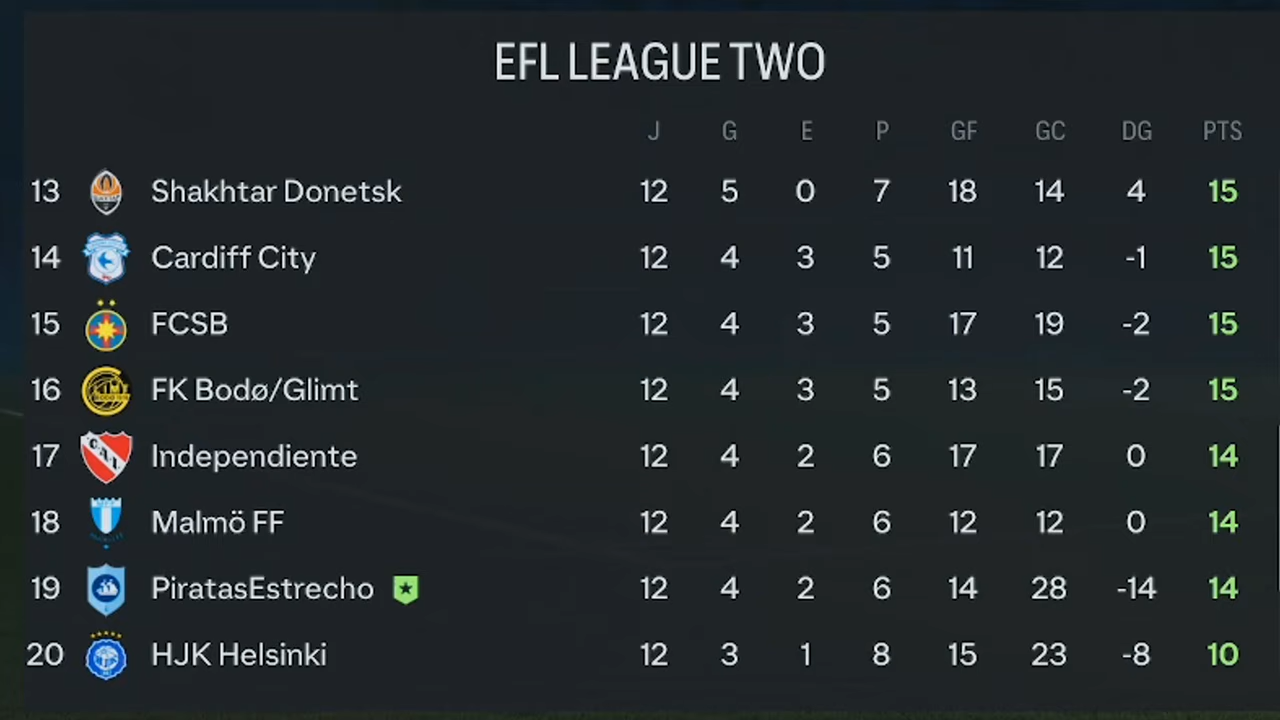 EFL LEAGUE TWO
J G E P GF GC DG PTS
13 Shakhtar Donetsk 12 5 0 7 18 14 4 15
14 Cardiff City 12 4 3 5 11 12 -1 15
15 FCSB 12 4 3 5 17 19 -2 15
16 FK Bodø/Glimt 12 4 3 5 13 15 -2 15
17 Independiente 12 4 2 6 17 17 0 14
18 Malmö FF 12 4 2 6 12 12 0 14
19 PiratasEstrecho 12 4 2 6 14 28 -14 14
20 HJK Helsinki 12 3 1 8 15 23 -8 10